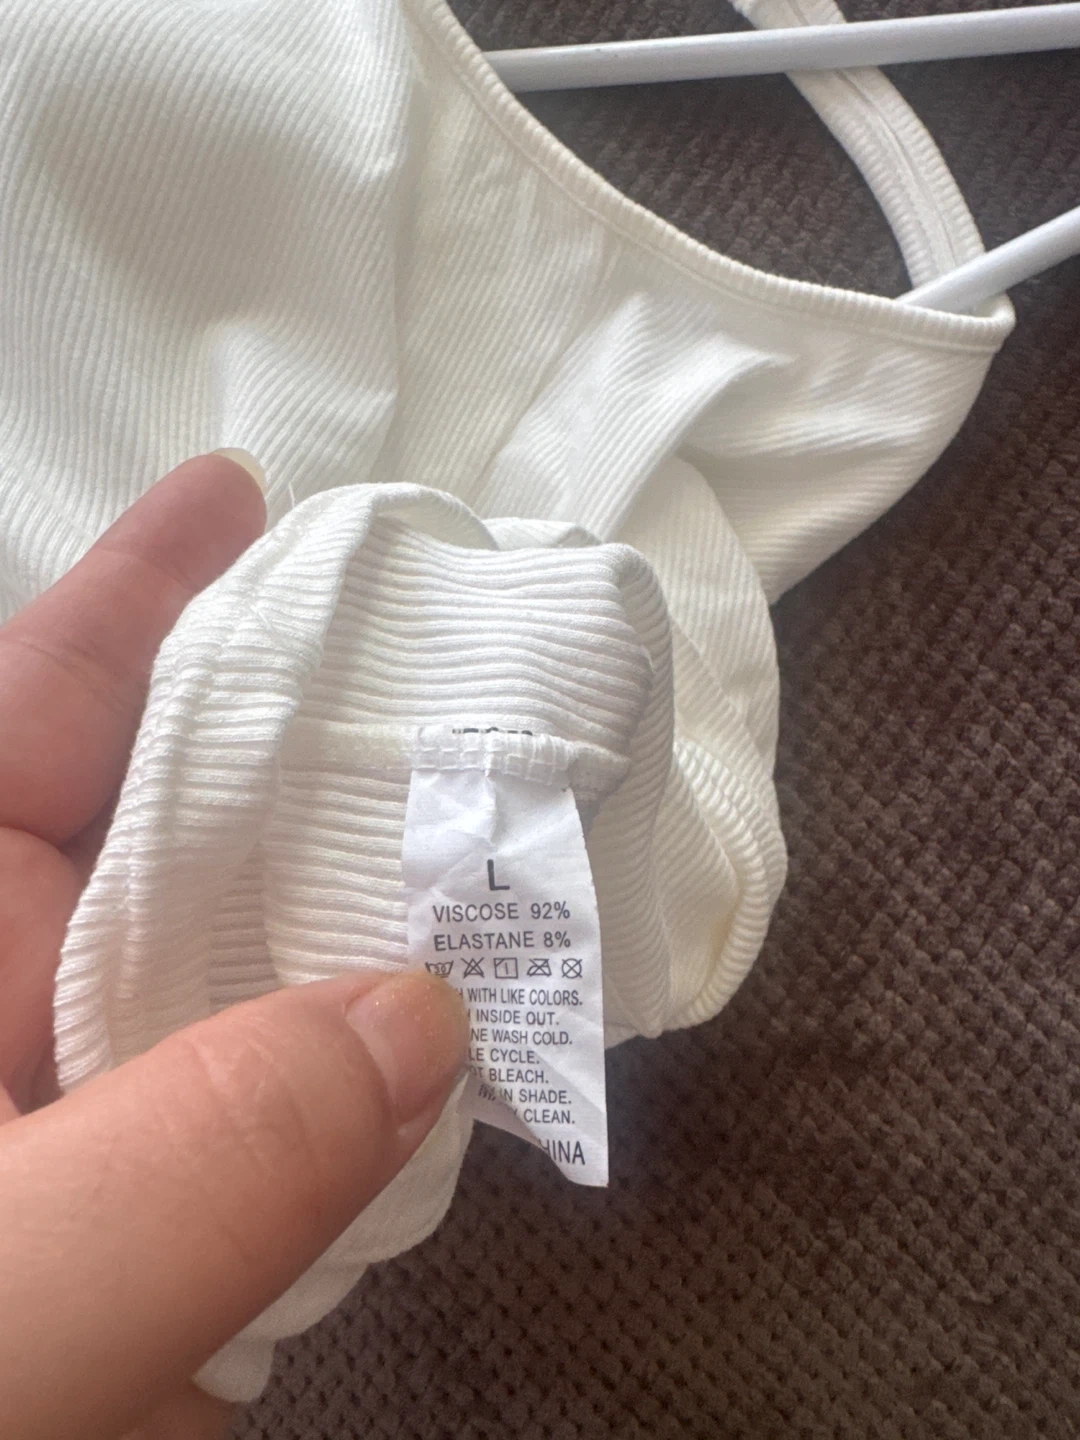 L
VISCOSE 92%
ELASTANE 8%
WITH LIKE COLORS.
INSIDE OUT.
WASH COLD.
CYCLE.
BLEACH.
IN SHADE.
CLEAN.